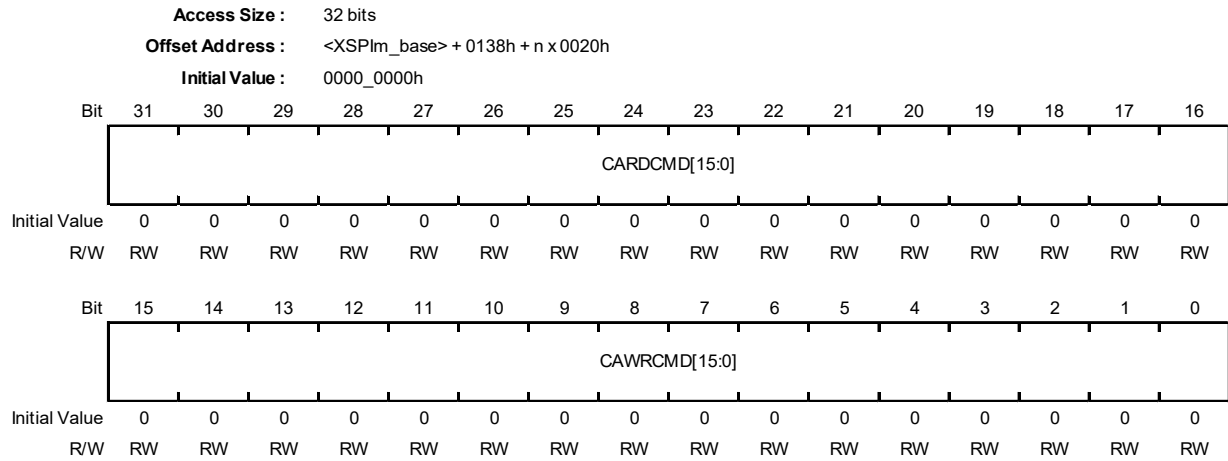 Access Size : 32 bits
Offset Address : <XSPIm_base> + 0138h + n x 0020h
Initial Value : 0000_0000h
Bit 31 30 29 28 27 26 25 24 23 22 21 20 19 18 17 16
CARDCMD[15:0]
Initial Value 0 0 0 0 0 0 0 0 0 0 0 0 0 0 0 0
R/W RW RW RW RW RW RW RW RW RW RW RW RW RW RW RW RW
Bit 15 14 13 12 11 10 9 8 7 6 5 4 3 2 1 0
CAWRCMD[15:0]
Initial Value 0 0 0 0 0 0 0 0 0 0 0 0 0 0 0 0
R/W RW RW RW RW RW RW RW RW RW RW RW RW RW RW RW RW